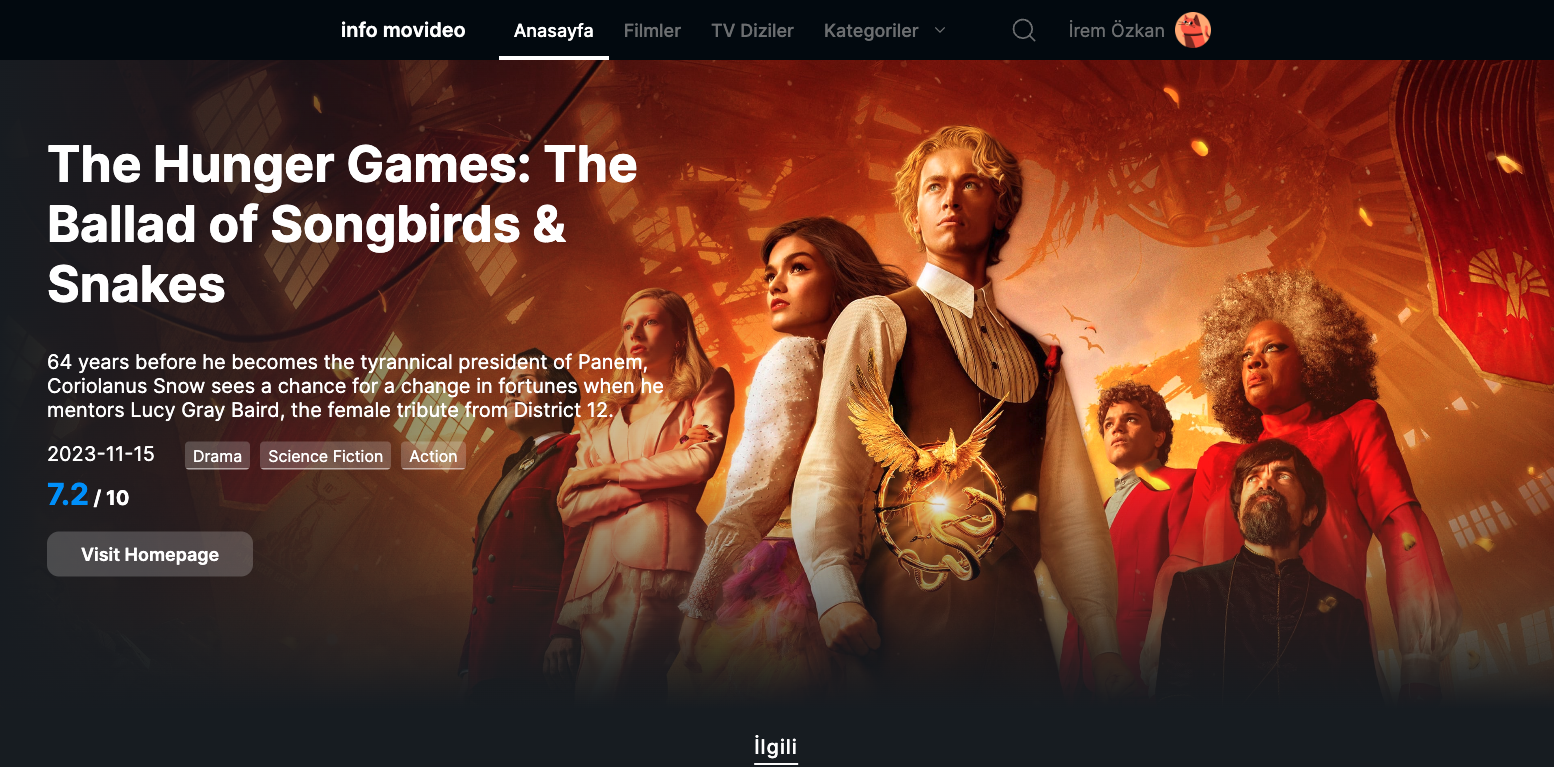 info movideo Anasayfa Filmler TV Diziler Kategoriler İrem Özkan
The Hunger Games: The
Ballad of Songbirds &
Snakes
64 years before he becomes the tyrannical president of Panem,
Coriolanus Snow sees a chance for a change in fortunes when he
mentors Lucy Gray Baird, the female tribute from District 12.
2023-11-15 Drama Science Fiction Action
7.2 / 10
Visit Homepage
İlgili